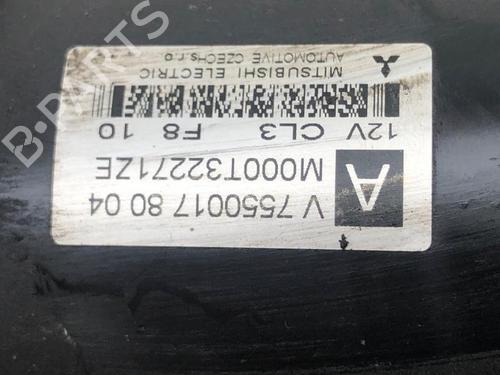 A
V 7550017 80 04
M000T32271ZE
12V CL3 F8 10
MITSUBISHI ELECTRIC
AUTOMOTIVE CZECH s.r.o
B-PARTS